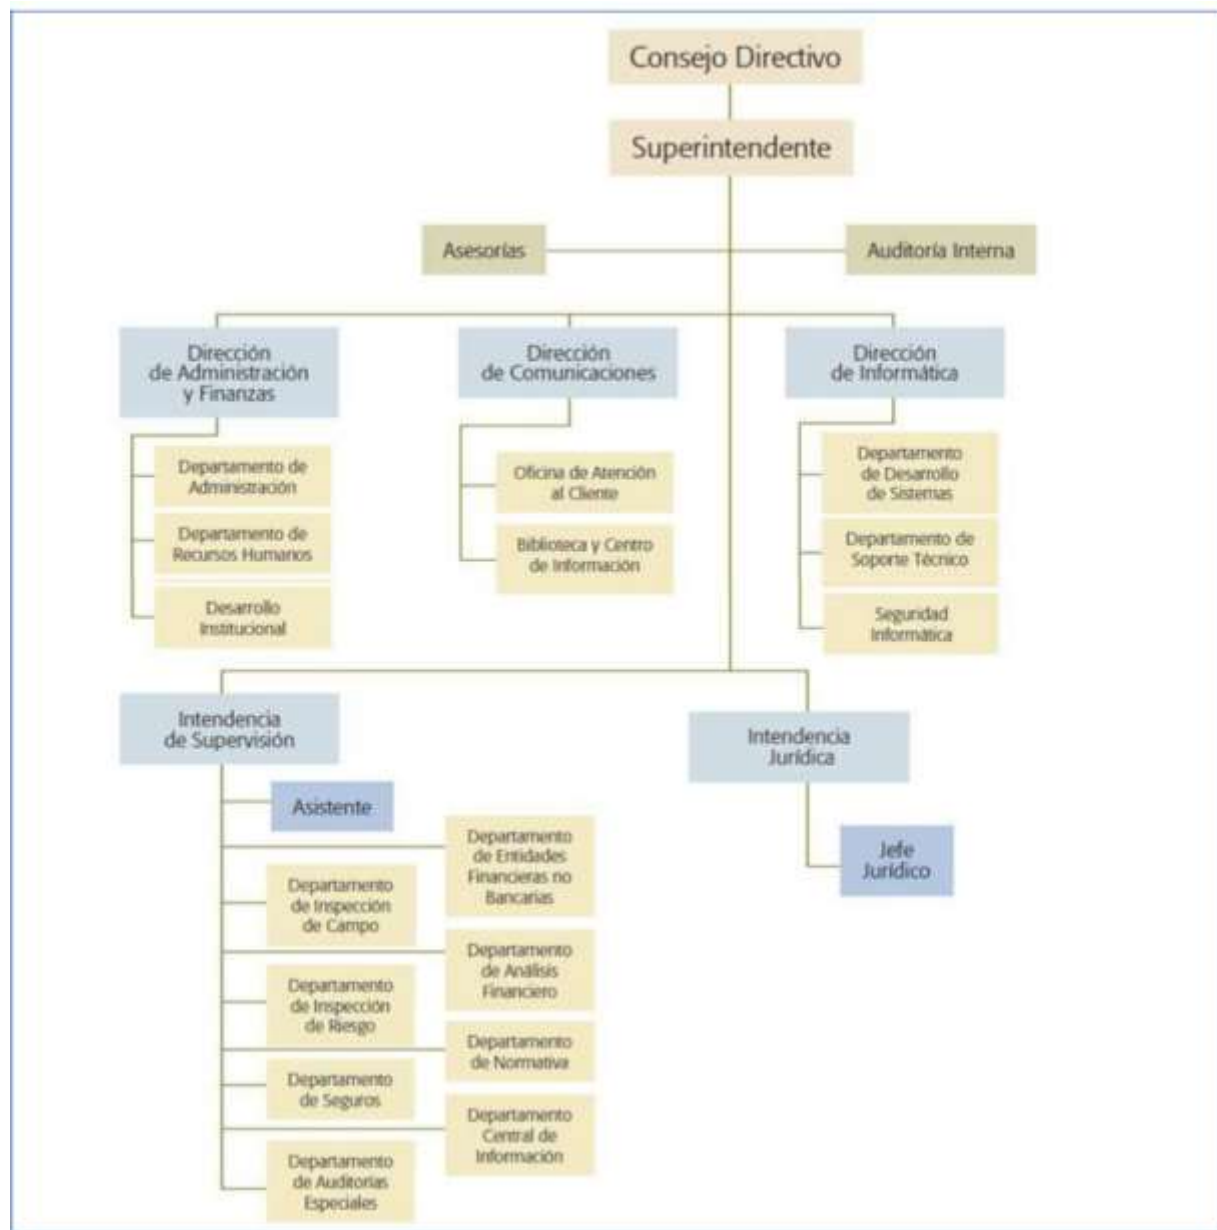 Consejo Directivo
Superintendente
Asesorías
Auditoría Interna
Dirección
de Administración
y Finanzas
Dirección
de Comunicaciones
Dirección
de Informática
Departamento de
Administración
Departamento de
Recursos Humanos
Desarrollo
Institucional
Oficina de Atención
al Cliente
Biblioteca y Centro
de Información
Departamento
de Desarrollo
de Sistemas
Departamento de
Soporte Técnico
Seguridad
Informática
Intendencia
de Supervisión
Intendencia
Jurídica
Asistente
Jefe
Jurídico
Departamento
de Entidades
Financieras no
Bancarias
Departamento
de Inspección
de Campo
Departamento
de Análisis
Financiero
Departamento
de Inspección
de Riesgo
Departamento
de Normativa
Departamento
de Seguros
Departamento
Central de
Información
Departamento
de Auditorías
Especiales